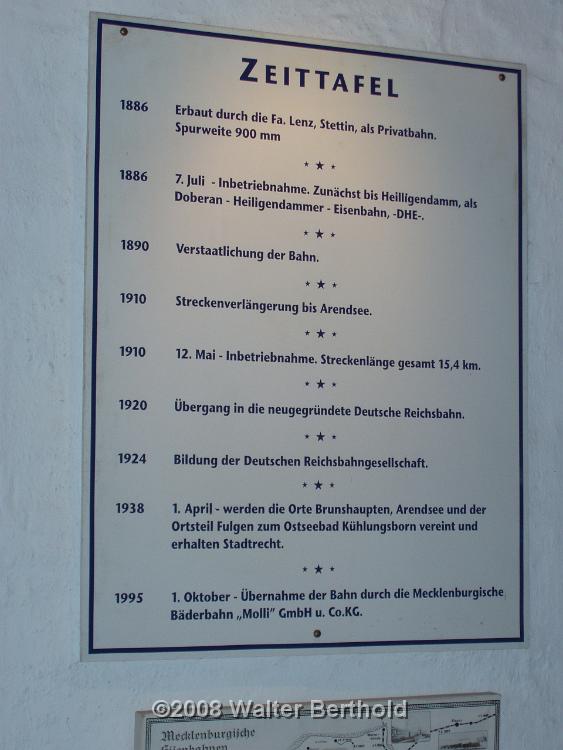 ZEITTAFEL
1886 Erbaut durch die Fa. Lenz, Stettin, als Privatbahn.
Spurweite 900 mm
1886 7. Juli - Inbetriebnahme. Zunächst bis Heilligendamm, als
Doberan - Heiligendammer - Eisenbahn, -DHE-.
1890 Verstaatlichung der Bahn.
1910 Streckenverlängerung bis Arendsee.
1910 12. Mai - Inbetriebnahme. Streckenlänge gesamt 15,4 km.
1920 Übergang in die neugegründete Deutsche Reichsbahn.
1924 Bildung der Deutschen Reichsbahngesellschaft.
1938 1. April - werden die Orte Brunshaupten, Arendsee und der
Ortsteil Fulgen zum Ostseebad Kühlungsborn vereint und
erhalten Stadtrecht.
1995 1. Oktober - Übernahme der Bahn durch die Mecklenburgische
Bäderbahn „Molli" GmbH u. Co.KG.
©2008 Walter Berthold
Mecklenburgische
Eisenbahnen